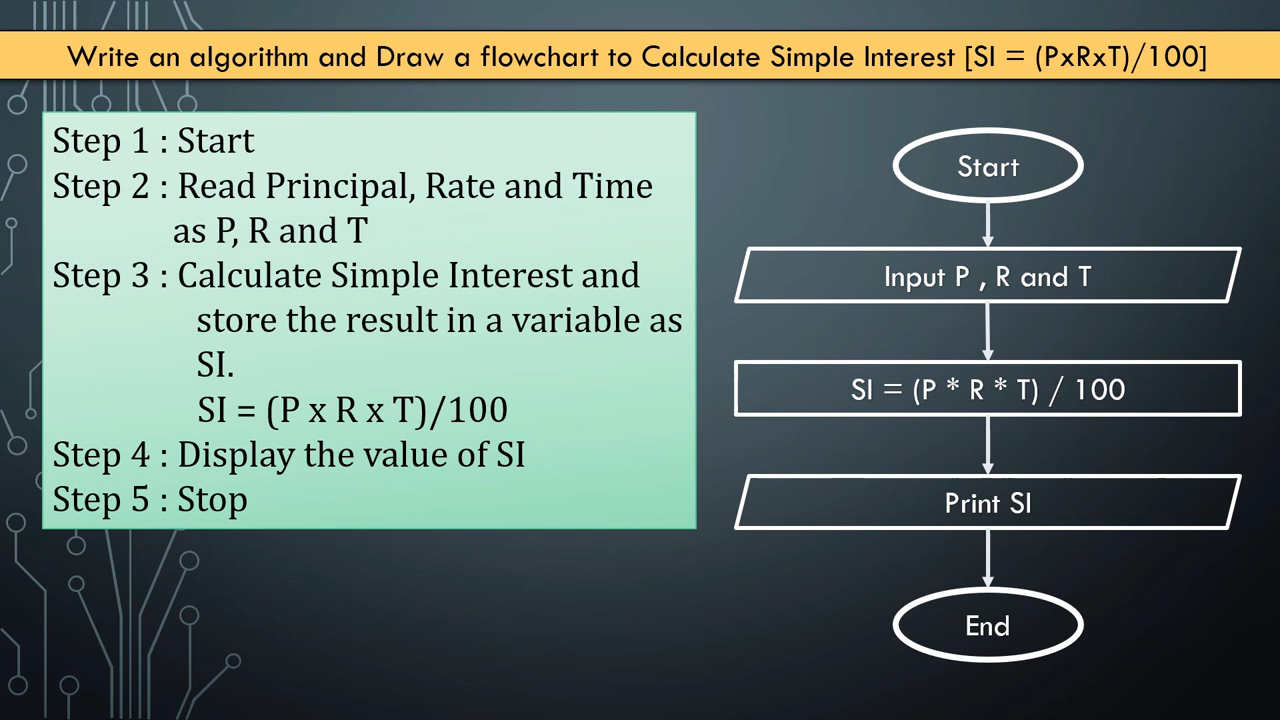 Write an algorithm and Draw a flowchart to Calculate Simple Interest [SI = (PxRxT)/100]
Step 1 : Start
Step 2 : Read Principal, Rate and Time
as P, R and T
Step 3 : Calculate Simple Interest and
store the result in a variable as
SI.
SI = (P x R x T)/100
Step 4 : Display the value of SI
Step 5 : Stop
Start
Input P , R and T
SI = (P * R * T) / 100
Print SI
End